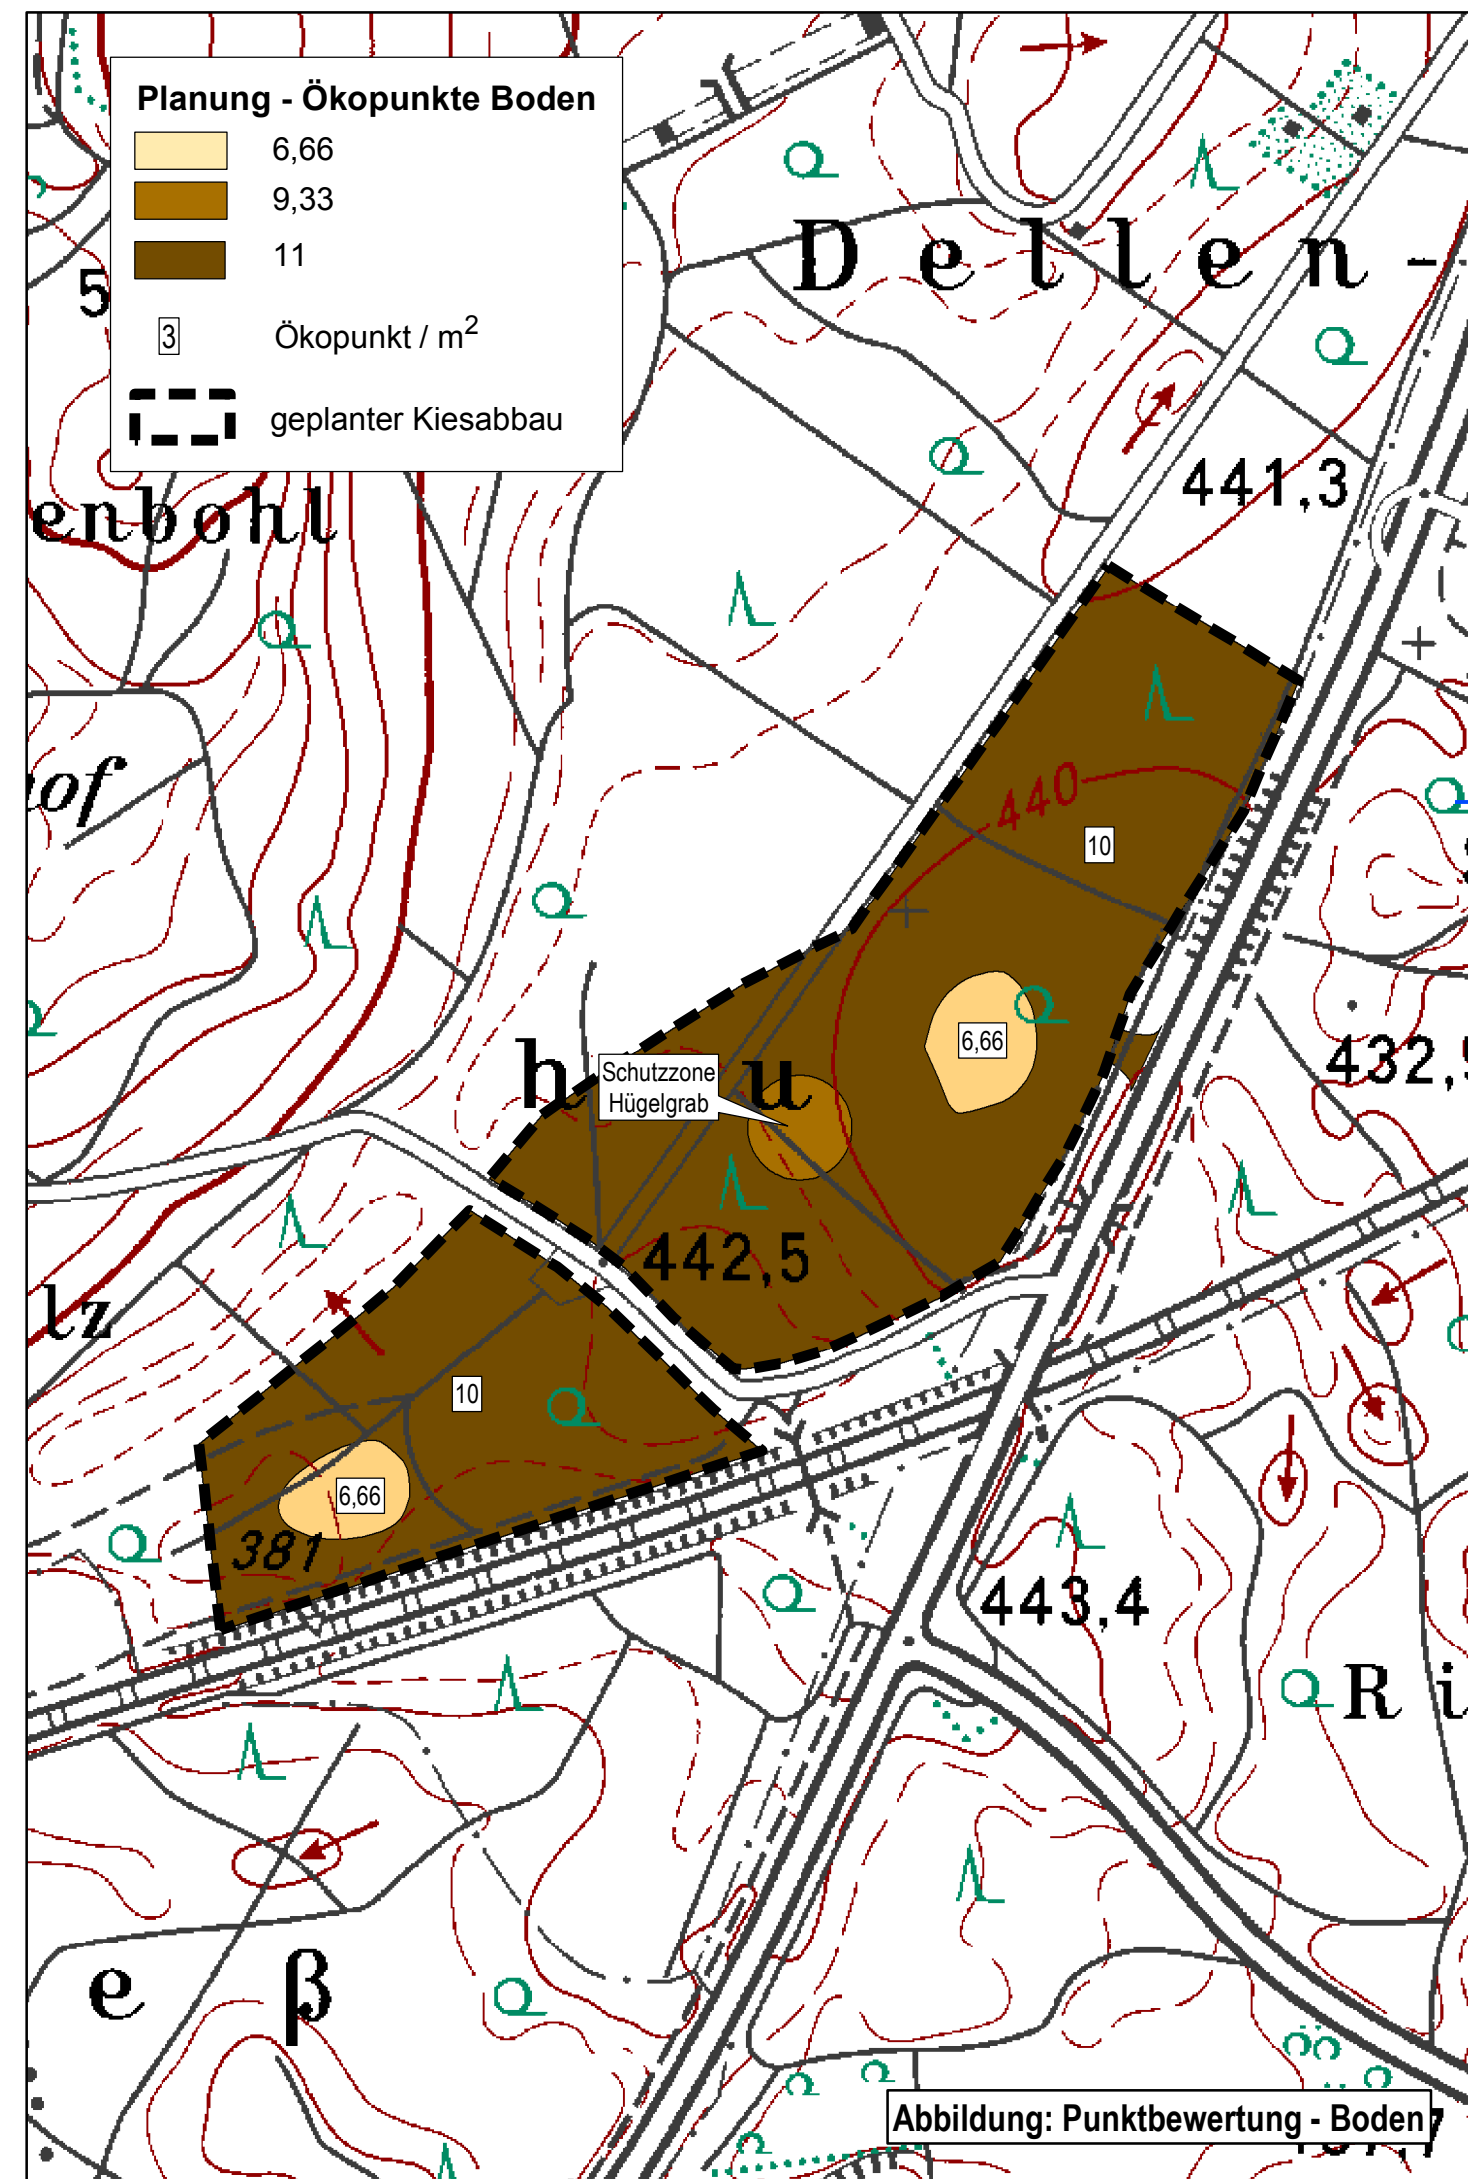 Planung - Ökopunkte Boden
6,66
9,33
11
3 Ökopunkt / m²
geplanter Kiesabbau
5
Dellen-
441,3
enbohl
of
440
10
432,
6,66
h
Schutzzone
Hügelgrab
u
442,5
lz
10
6,66
381
443,4
Ri
e ß
Abbildung: Punktbewertung - Boden